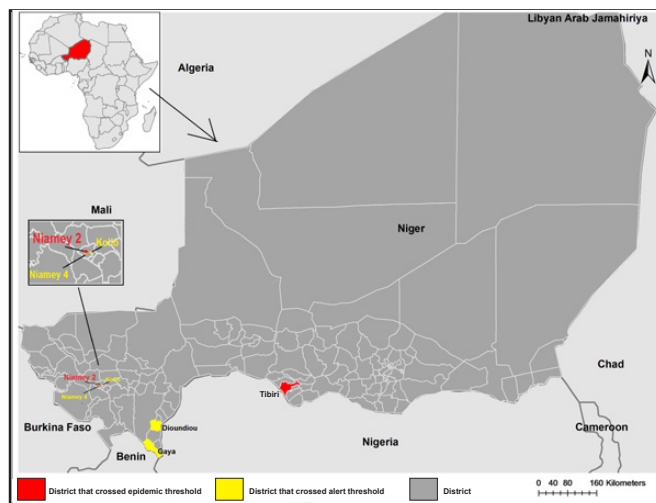 Libyan Arab Jamahiriya
Algeria
N
Mali
Niger
Niamey 2
Kollo
Niamey 4
Chad
Niamey 2
Niamey 4
Tibiri
Burkina Faso
Dioundiou
Cameroon
Nigeria
Gaya
Benin
District that crossed epidemic threshold
District that crossed alert threshold
District
0 40 80 160 Kilometers